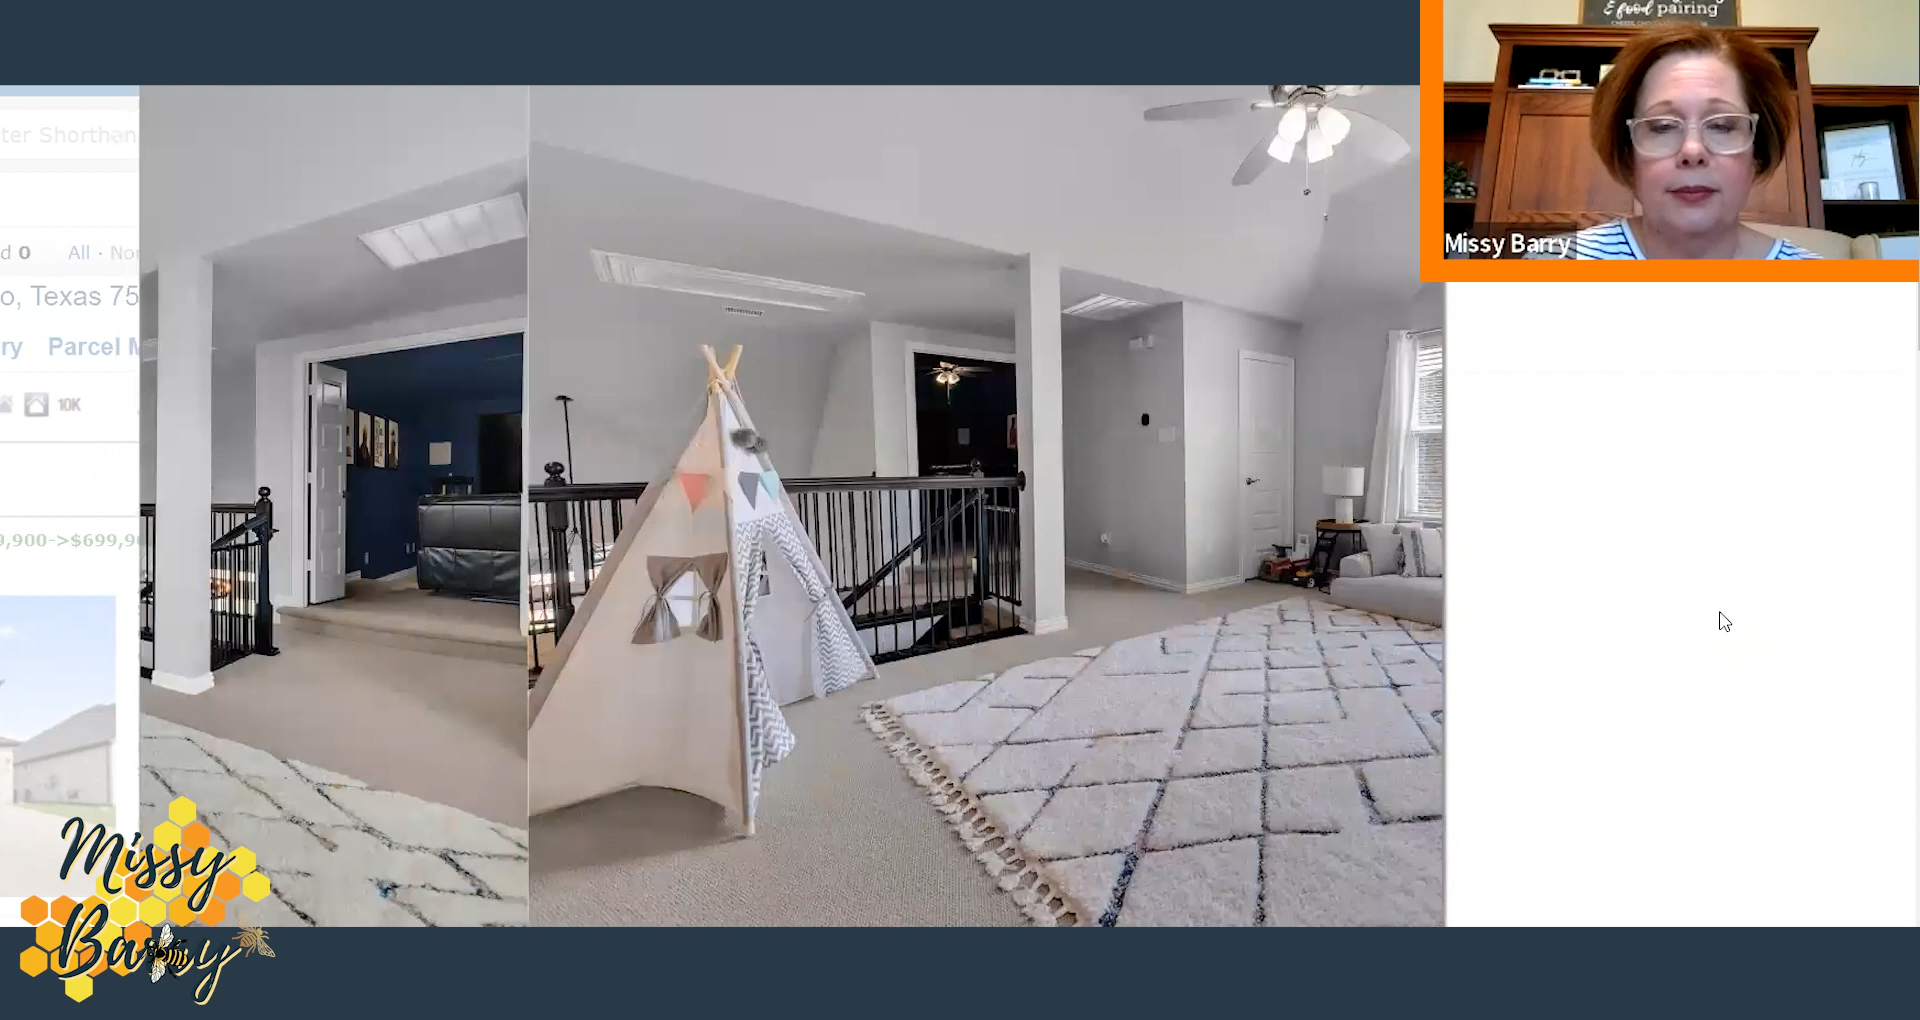 & food pairing
Missy Barry
ter Shorthan
d 0 All · Nor
o, Texas 75
ry Parcel M
10K
9,900->$699,9
Missy
Barry